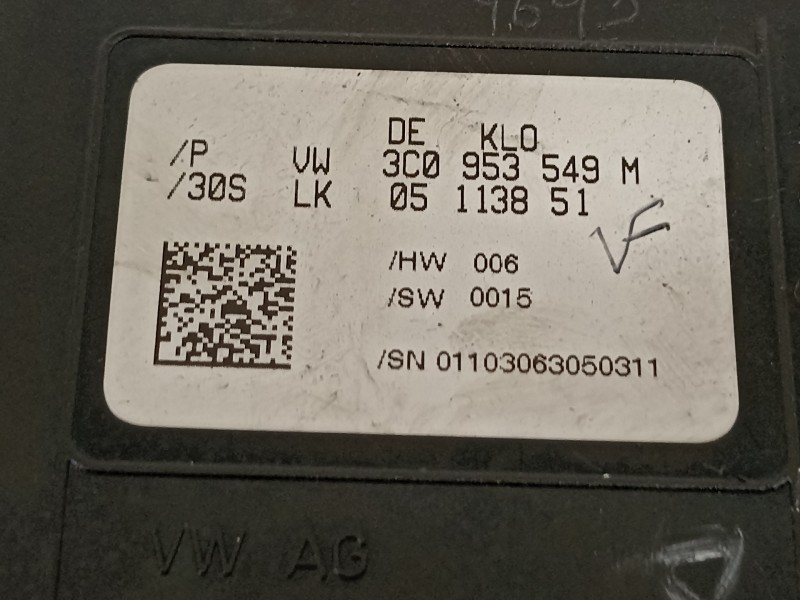 DE KLO
/P VW 3C0 953 549 M
/30S LK 05 1138 51
VF
/HW 006
/SW 0015
/SN 01103063050311
VW AG